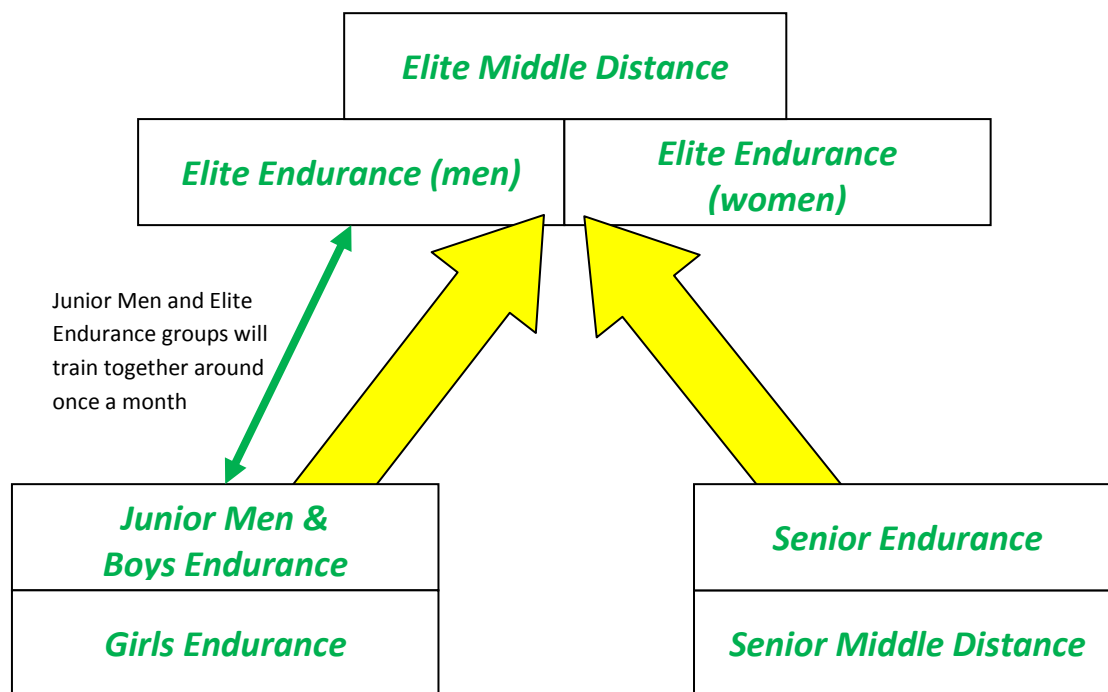 Elite Middle Distance
Elite Endurance (men)
Elite Endurance
(women)
Junior Men and Elite
Endurance groups will
train together around
once a month
Junior Men &
Boys Endurance
Girls Endurance
Senior Endurance
Senior Middle Distance